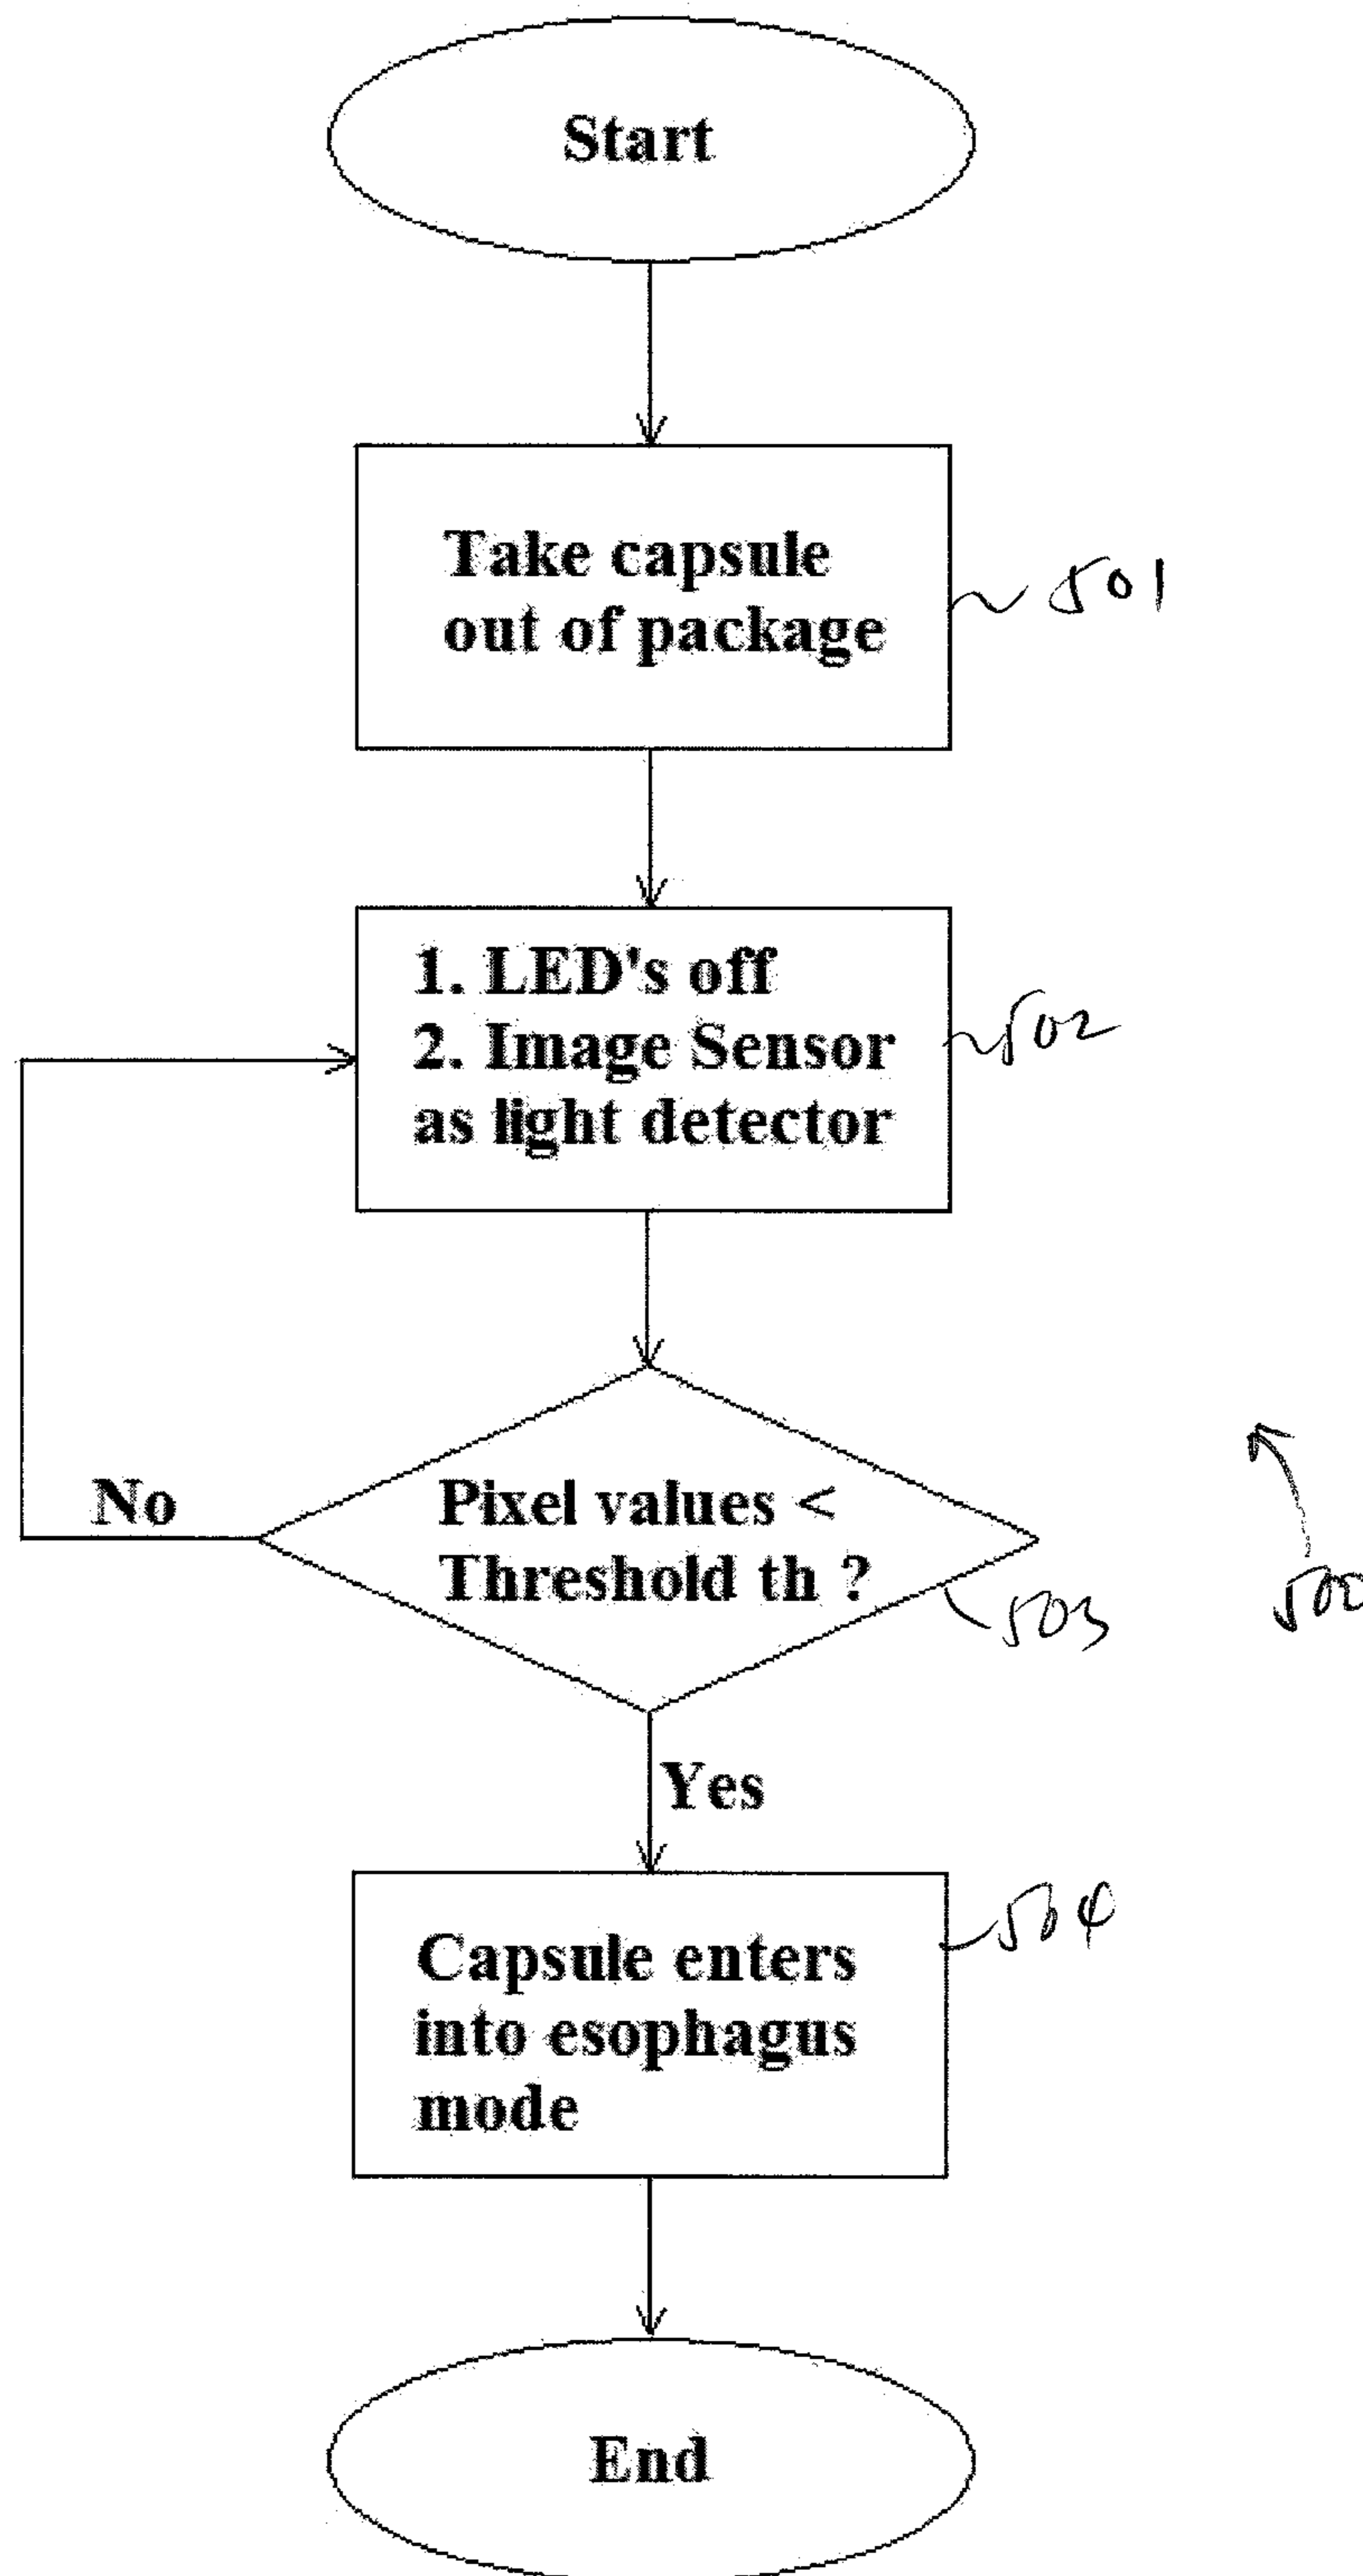 Start
Take capsule
out of package
501
1. LED's off
2. Image Sensor
as light detector
502
No
Pixel values <
Threshold th ?
503
500
Yes
Capsule enters
into esophagus
mode
504
End